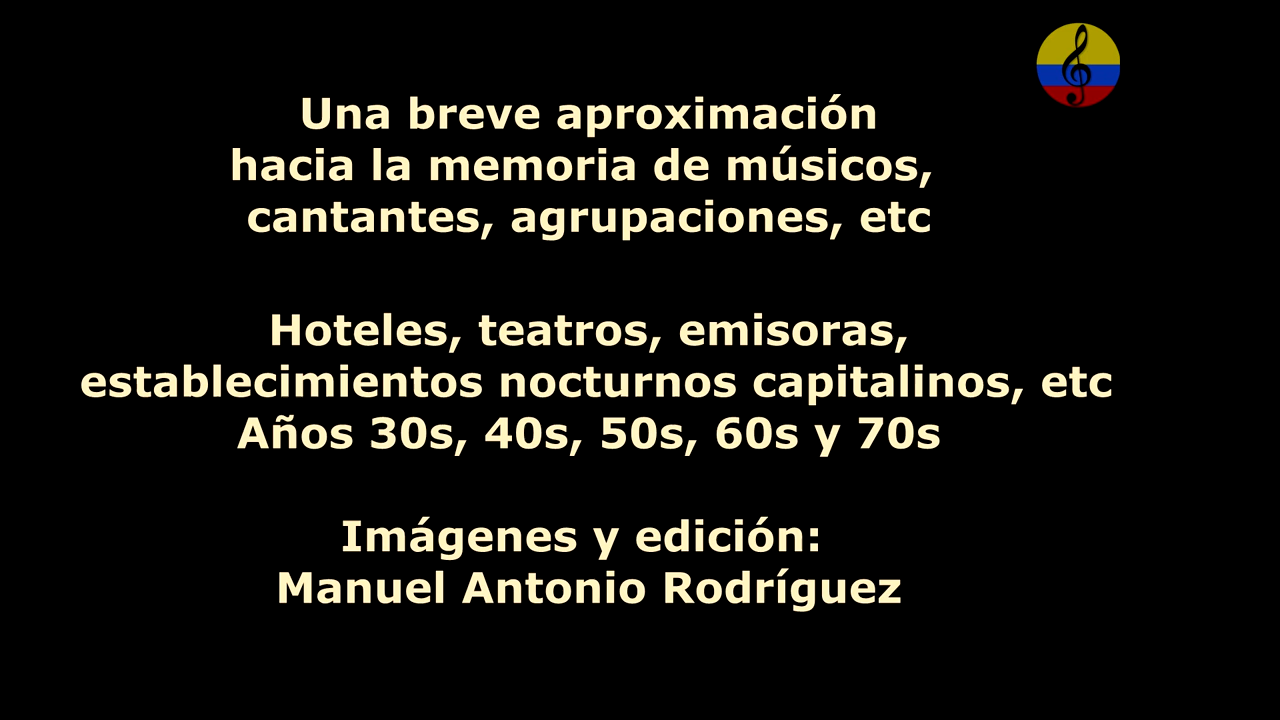 Una breve aproximación
hacia la memoria de músicos,
cantantes, agrupaciones, etc
Hoteles, teatros, emisoras,
establecimientos nocturnos capitalinos, etc
Años 30s, 40s, 50s, 60s y 70s
Imágenes y edición:
Manuel Antonio Rodríguez